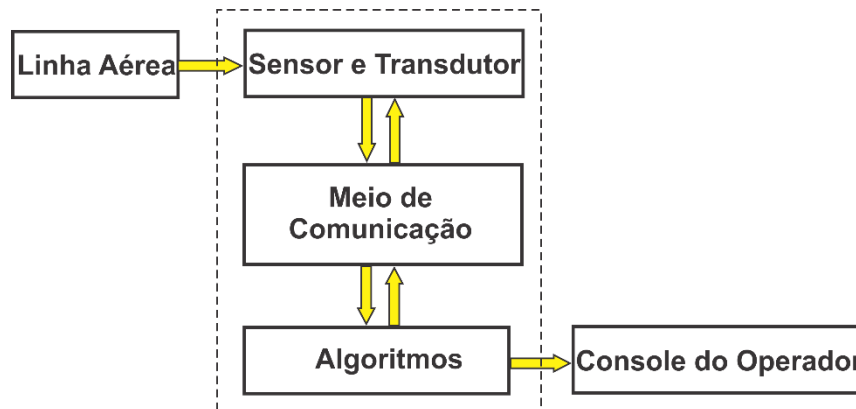 Linha Aérea
Sensor e Transdutor
Meio de
Comunicação
Algoritmos
Console do Operador